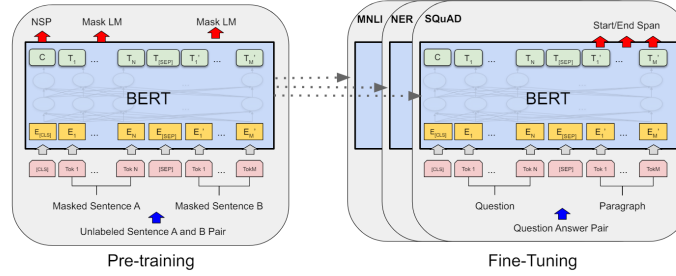 NSP Mask LM Mask LM
C T1 ... TN T[SEP] T1' ... TM'
BERT
E[CLS] E1 ... EN E[SEP] E1' ... EM'
[CLS] Tok 1 ... Tok N [SEP] Tok 1 ... TokM
Masked Sentence A Masked Sentence B
Unlabeled Sentence A and B Pair
Pre-training
MNLI NER SQuAD
Start/End Span
C T1 ... TN T[SEP] T1' ... TM'
BERT
E[CLS] E1 ... EN E[SEP] E1' ... EM'
[CLS] Tok 1 ... Tok N [SEP] Tok 1 ... TokM
Question Paragraph
Question Answer Pair
Fine-Tuning